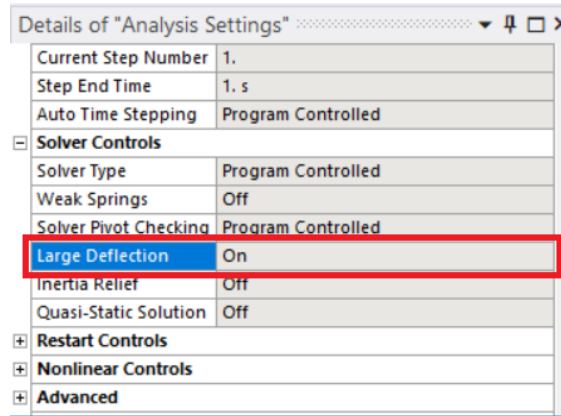 Details of "Analysis Settings"
Current Step Number 1.
Step End Time 1. s
Auto Time Stepping Program Controlled
Solver Controls
Solver Type Program Controlled
Weak Springs Off
Solver Pivot Checking Program Controlled
Large Deflection On
Inertia Relief Off
Quasi-Static Solution Off
Restart Controls
Nonlinear Controls
Advanced